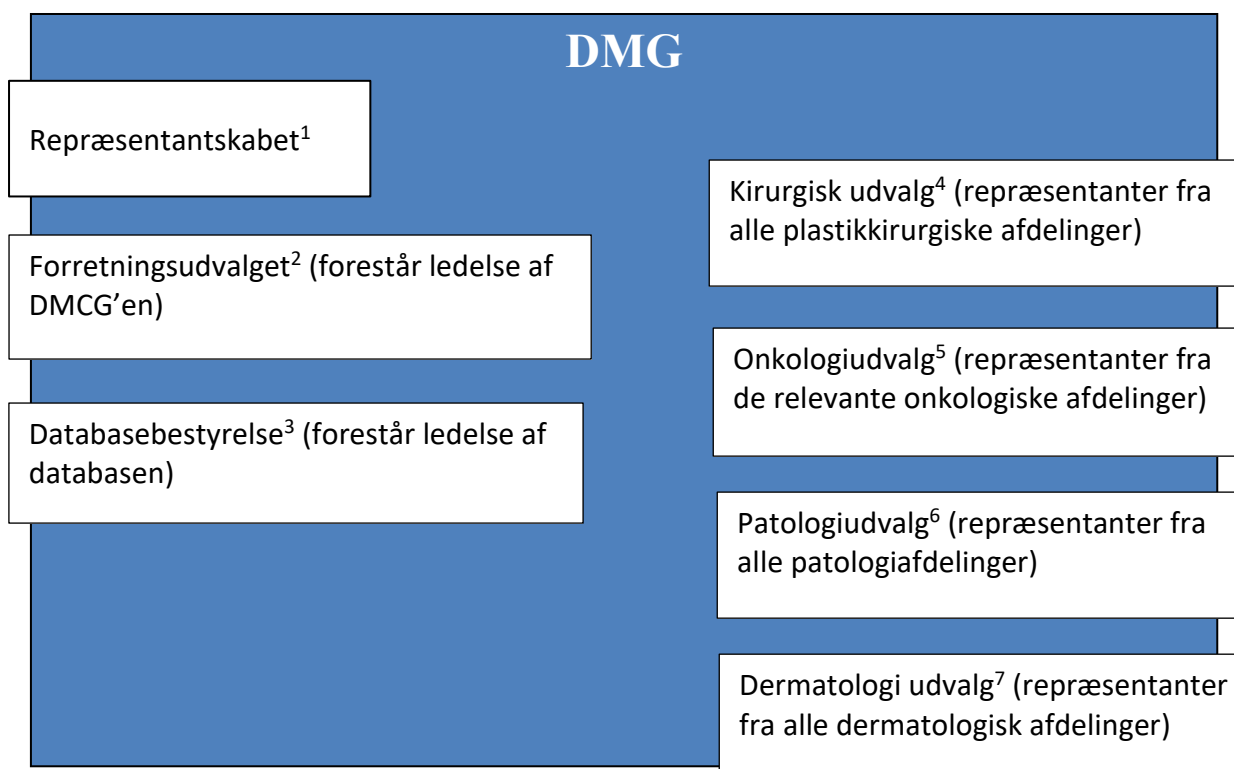 DMG
Repræsentantskabet¹
Forretningsudvalget² (forestår ledelse af
DMCG’en)
Databasebestyrelse³ (forestår ledelse af
databasen)
Kirurgisk udvalg⁴ (repræsentanter fra
alle plastikkirurgiske afdelinger)
Onkologiudvalg⁵ (repræsentanter fra
de relevante onkologiske afdelinger)
Patologiudvalg⁶ (repræsentanter fra
alle patologiafdelinger)
Dermatologi udvalg⁷ (repræsentanter
fra alle dermatologisk afdelinger)